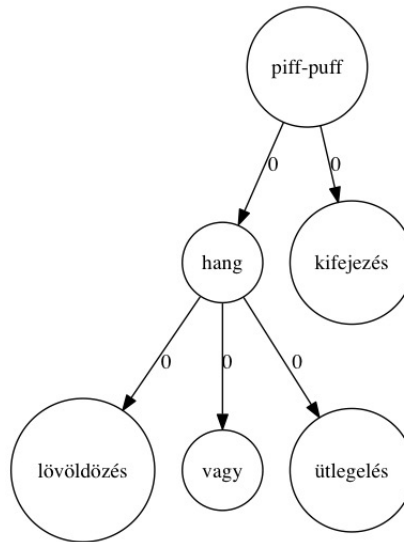 piff-puff
0 0
hang kifejezés
0 0 0
lövöldözés vagy ütlegelés